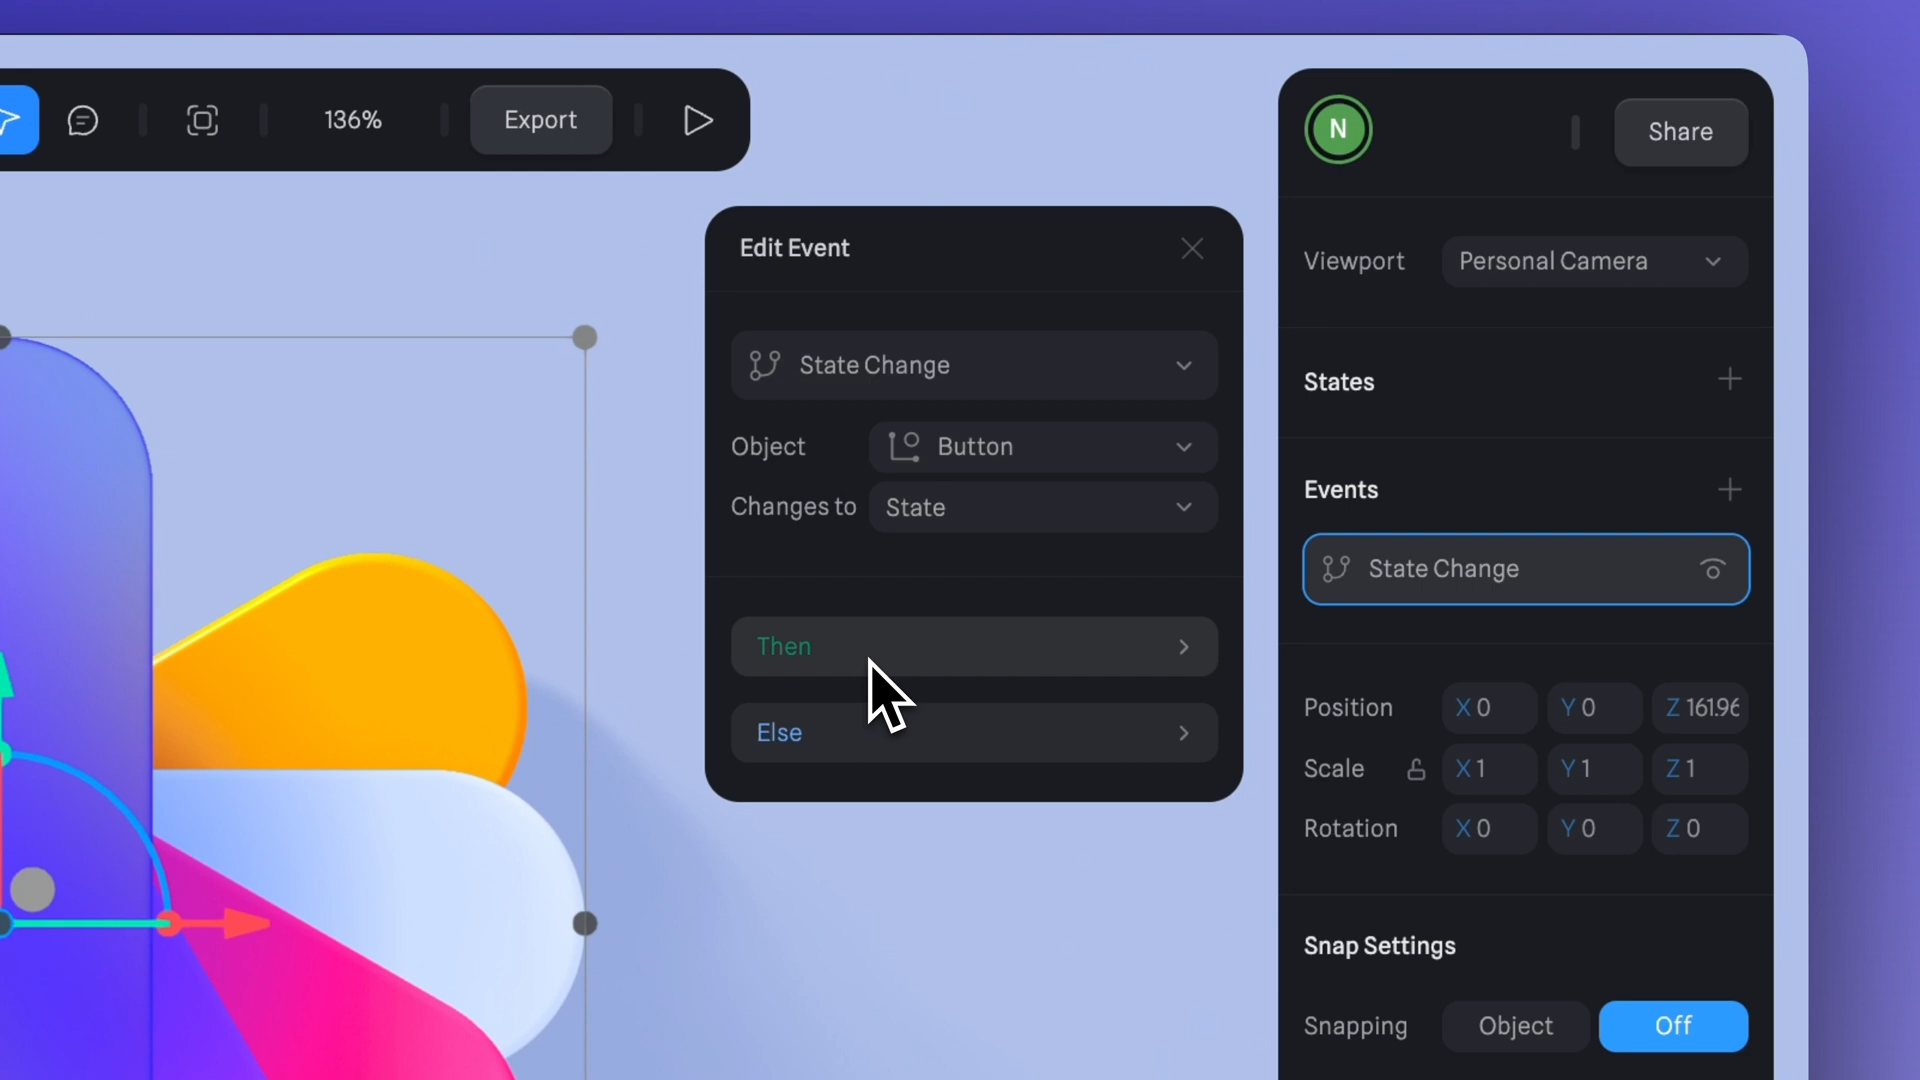 136%
Export
N
Share
Edit Event
Viewport
Personal Camera
State Change
States
Object
Button
Changes to
State
Events
State Change
Then
Else
Position
X 0
Y 0
Z 161.96
Scale
X 1
Y 1
Z 1
Rotation
X 0
Y 0
Z 0
Snap Settings
Snapping
Object
Off